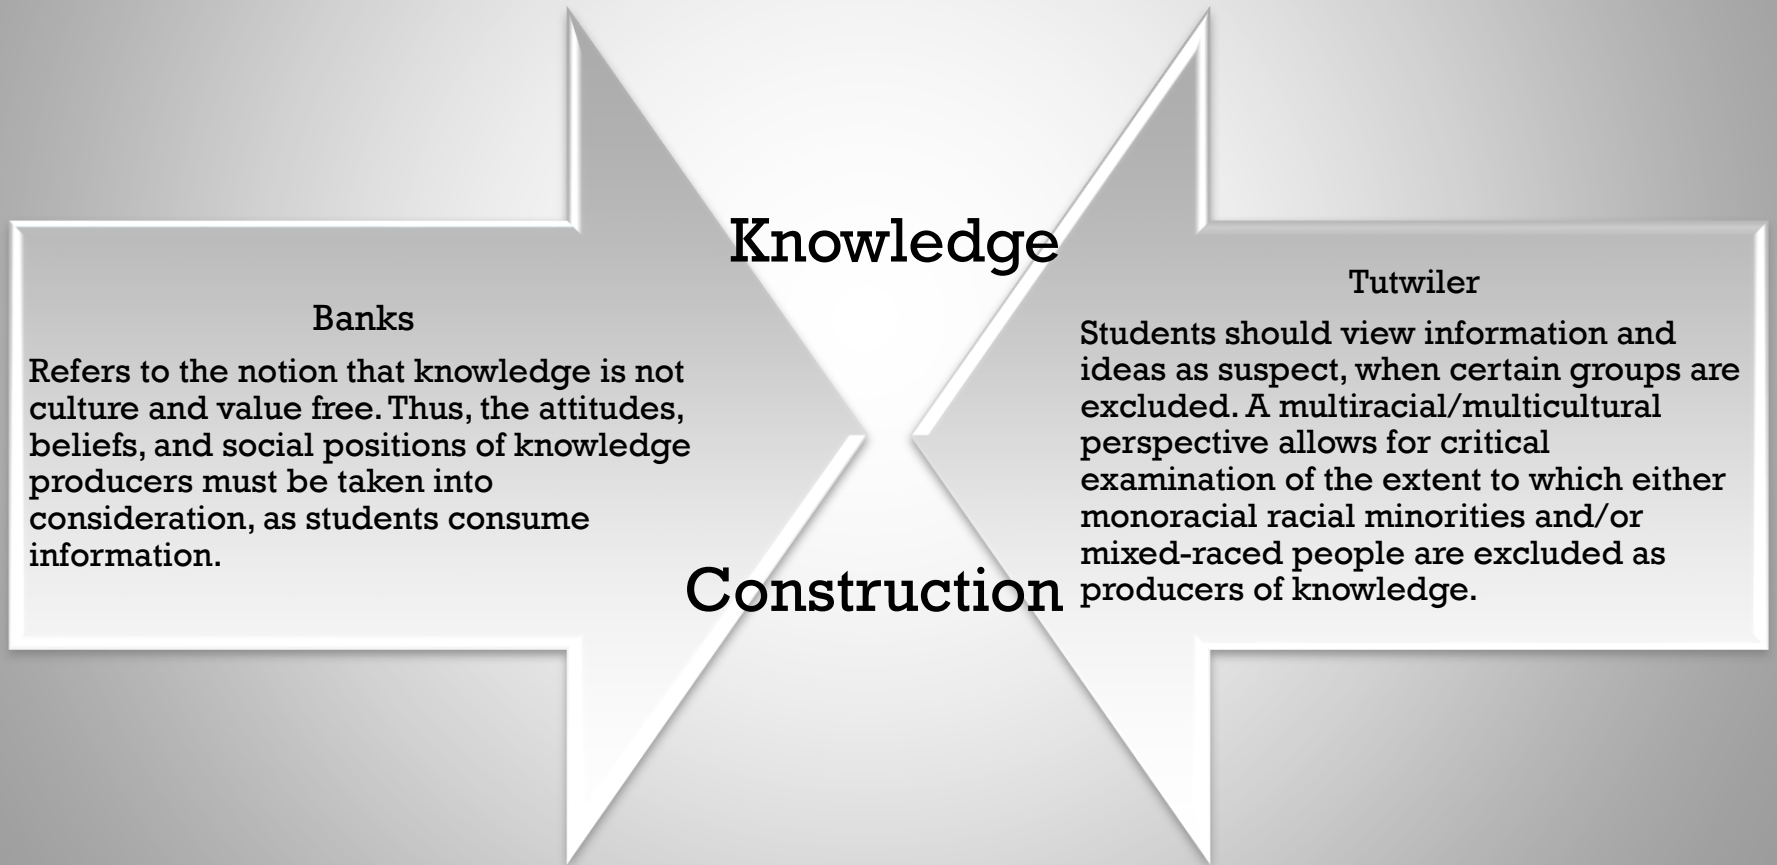 Knowledge
Construction
Banks
Refers to the notion that knowledge is not
culture and value free. Thus, the attitudes,
beliefs, and social positions of knowledge
producers must be taken into
consideration, as students consume
information.
Tutwiler
Students should view information and
ideas as suspect, when certain groups are
excluded. A multiracial/multicultural
perspective allows for critical
examination of the extent to which either
monoracial racial minorities and/or
mixed-raced people are excluded as
producers of knowledge.